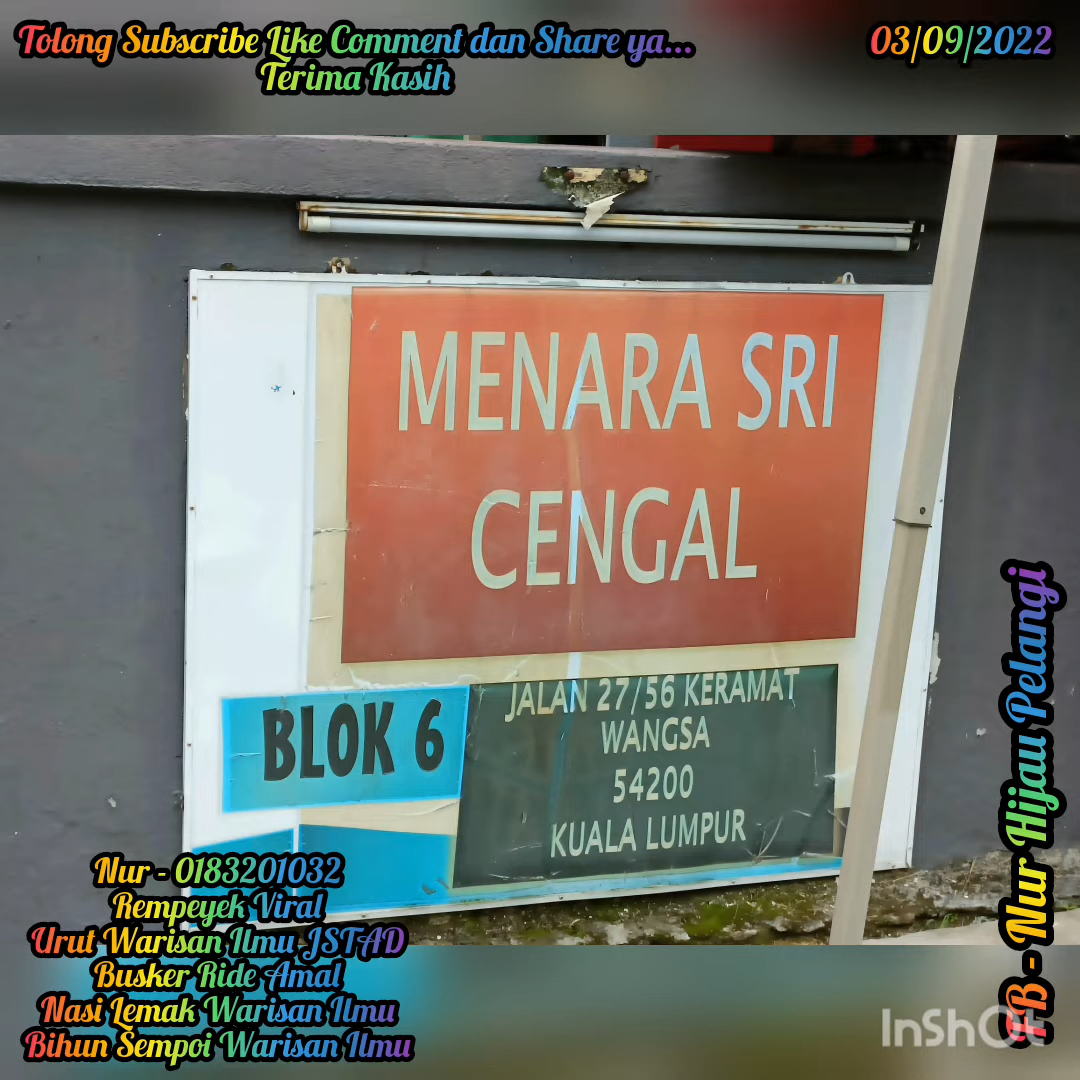 Tolong Subscribe Like Comment dan Share ya...
Terima Kasih
03/09/2022
MENARA SRI
CENGAL
BLOK 6
JALAN 27/56 KERAMAT
WANGSA
54200
KUALA LUMPUR
Nur - 0183201032
Rempeyek Viral
Urut Warisan Ilmu JSTAD
Busker Ride Amal
Nasi Lemak Warisan Ilmu
Bihun Sempoi Warisan Ilmu
FB - Nur Hijau Pelangi
InShOt